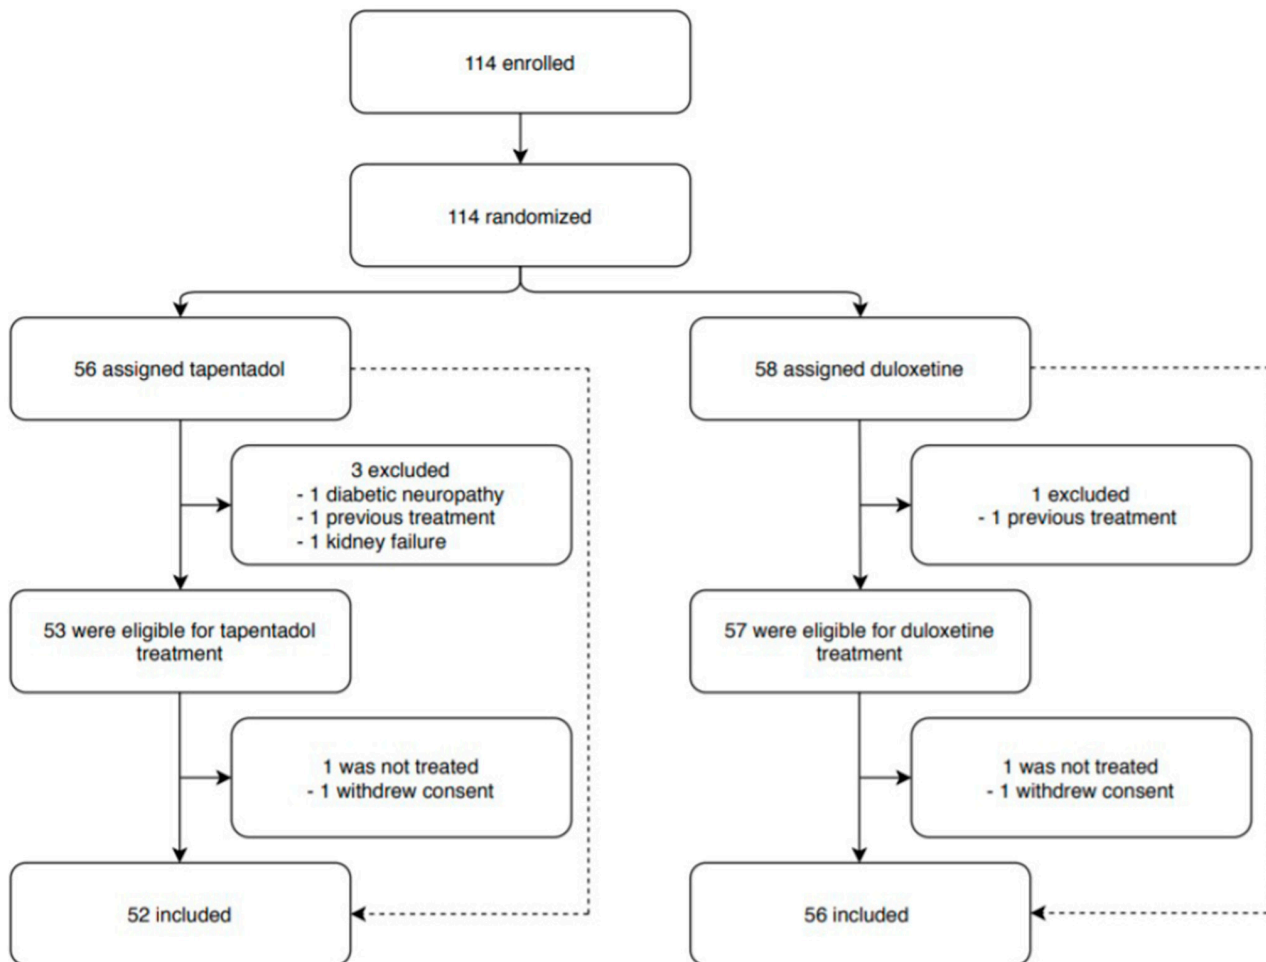 114 enrolled
114 randomized
56 assigned tapentadol
58 assigned duloxetine
3 excluded
- 1 diabetic neuropathy
- 1 previous treatment
- 1 kidney failure
1 excluded
- 1 previous treatment
53 were eligible for tapentadol
treatment
57 were eligible for duloxetine
treatment
1 was not treated
- 1 withdrew consent
1 was not treated
- 1 withdrew consent
52 included
56 included